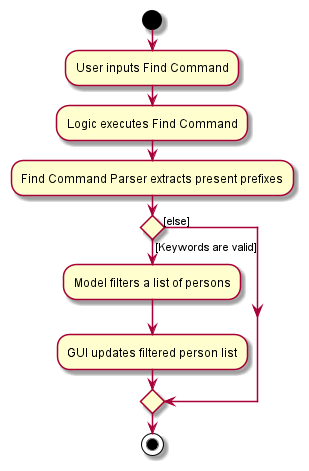 User inputs Find Command
Logic executes Find Command
Find Command Parser extracts present prefixes
[else]
[Keywords are valid]
Model filters a list of persons
GUI updates filtered person list